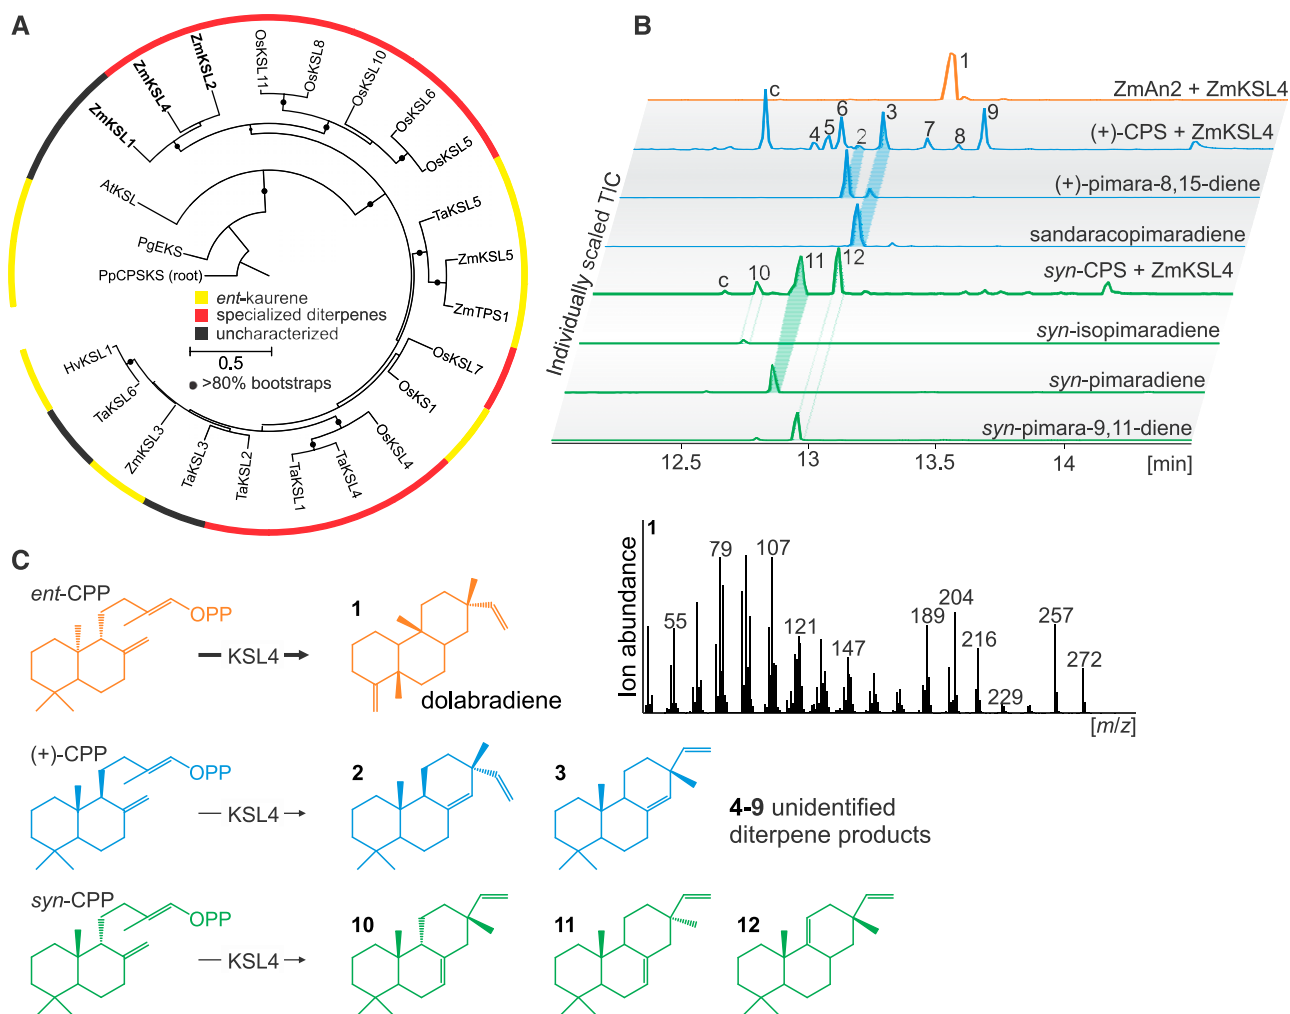 A
ZmKSL1
ZmKSL4
ZmKSL2
OsKSL11
OsKSL8
OsKSL10
OsKSL6
OsKSL5
AtKSL
PgEKS
PpCPSKS (root)
TaKSL5
ZmKSL5
ZmTPS1
OsKSL7
OsKS1
OsKSL4
TaKSL4
TaKSL1
TaKSL2
TaKSL3
ZmKSL3
TaKSL6
HvKSL1
ent-kaurene
specialized diterpenes
uncharacterized
0.5
>80% bootstraps
B
Individually scaled TIC
1
ZmAn2 + ZmKSL4
c 4 5 6 2 3 7 8 9
(+)-CPS + ZmKSL4
(+)-pimara-8,15-diene
sandaracopimaradiene
c 10 11 12
syn-CPS + ZmKSL4
syn-isopimaradiene
syn-pimaradiene
syn-pimara-9,11-diene
12.5 13 13.5 14 [min]
C
ent-CPP
OPP
KSL4
1
dolabradiene
1
Ion abundance
55 79 107 121 147 189 204 216 229 257 272
[m/z]
(+)-CPP
OPP
KSL4
2
3
4-9 unidentified
diterpene products
syn-CPP
OPP
KSL4
10
11
12